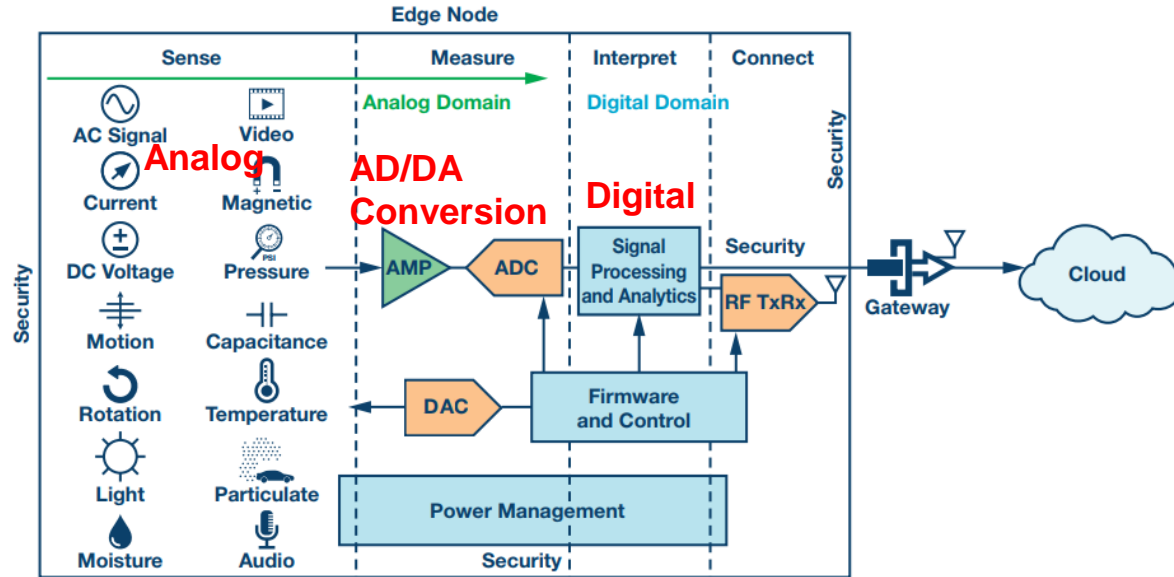 Edge Node
Sense
Measure
Interpret
Connect
Analog Domain
Digital Domain
AC Signal
Video
Analog
Current
Magnetic
DC Voltage
PSI
Pressure
Motion
Capacitance
Rotation
Temperature
Light
Particulate
Moisture
Audio
Security
AD/DA
Conversion
Digital
AMP
ADC
Signal
Processing
and Analytics
Security
RF TxRx
DAC
Firmware
and Control
Power Management
Security
Security
Gateway
Cloud